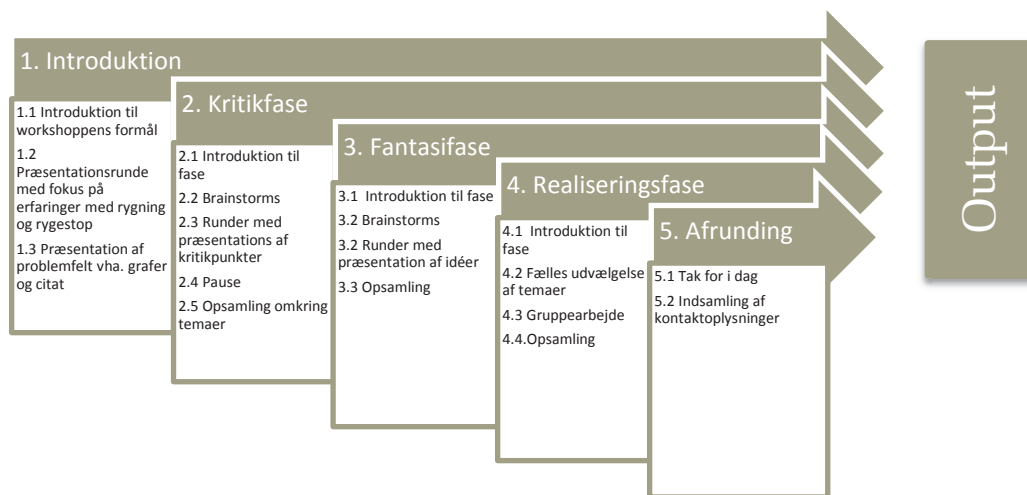 1. Introduktion
1.1 Introduktion til
workshoppens formål
1.2
Præsentationsrunde
med fokus på
erfaringer med rygning
og rygestop
1.3 Præsentation af
problemfelt vha. grafer
og citat
2. Kritikfase
2.1 Introduktion til
fase
2.2 Brainstorms
2.3 Runder med
præsentations af
kritikpunkter
2.4 Pause
2.5 Opsamling omkring
temaer
3. Fantasifase
3.1 Introduktion til fase
3.2 Brainstorms
3.2 Runder med
præsentation af idéer
3.3 Opsamling
4. Realiseringsfase
4.1 Introduktion til
fase
4.2 Fælles udvælgelse
af temaer
4.3 Gruppearbejde
4.4.Opsamling
5. Afrunding
5.1 Tak for i dag
5.2 Indsamling af
kontaktoplysninger
Output